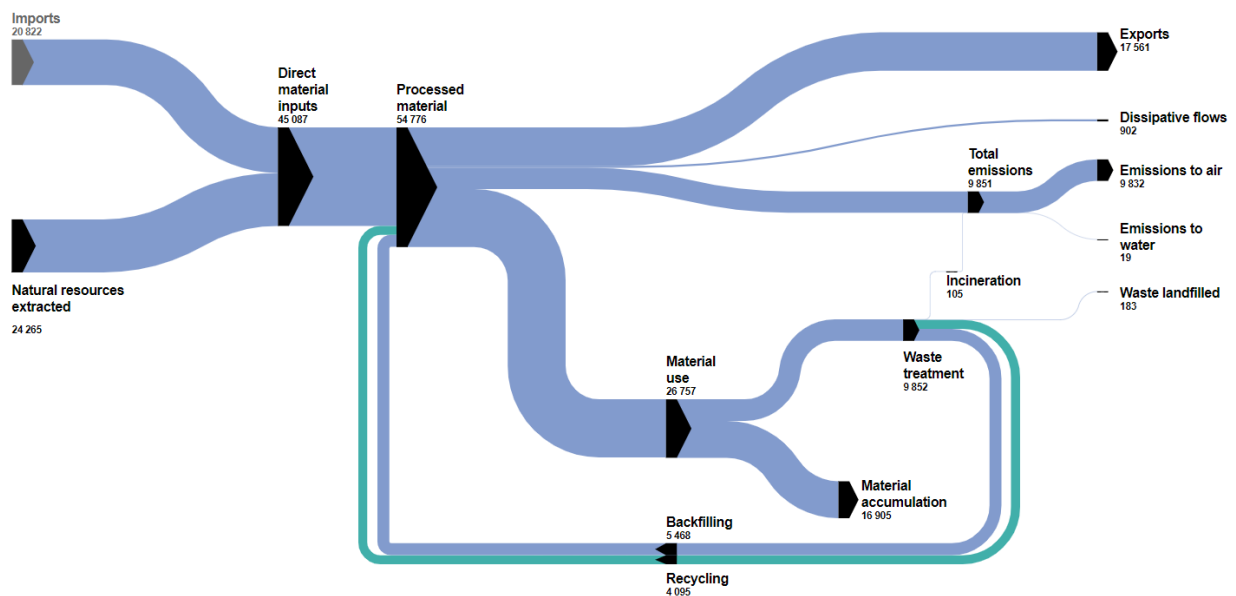 Imports
20 822
Exports
17 561
Direct
material
inputs
45 087
Processed
material
54 776
Dissipative flows
902
Total
emissions
9 851
Emissions to air
9 832
Emissions to
water
19
Natural resources
extracted
24 265
Incineration
105
Waste landfilled
183
Material
use
26 757
Waste
treatment
9 852
Material
accumulation
16 905
Backfilling
5 468
Recycling
4 095